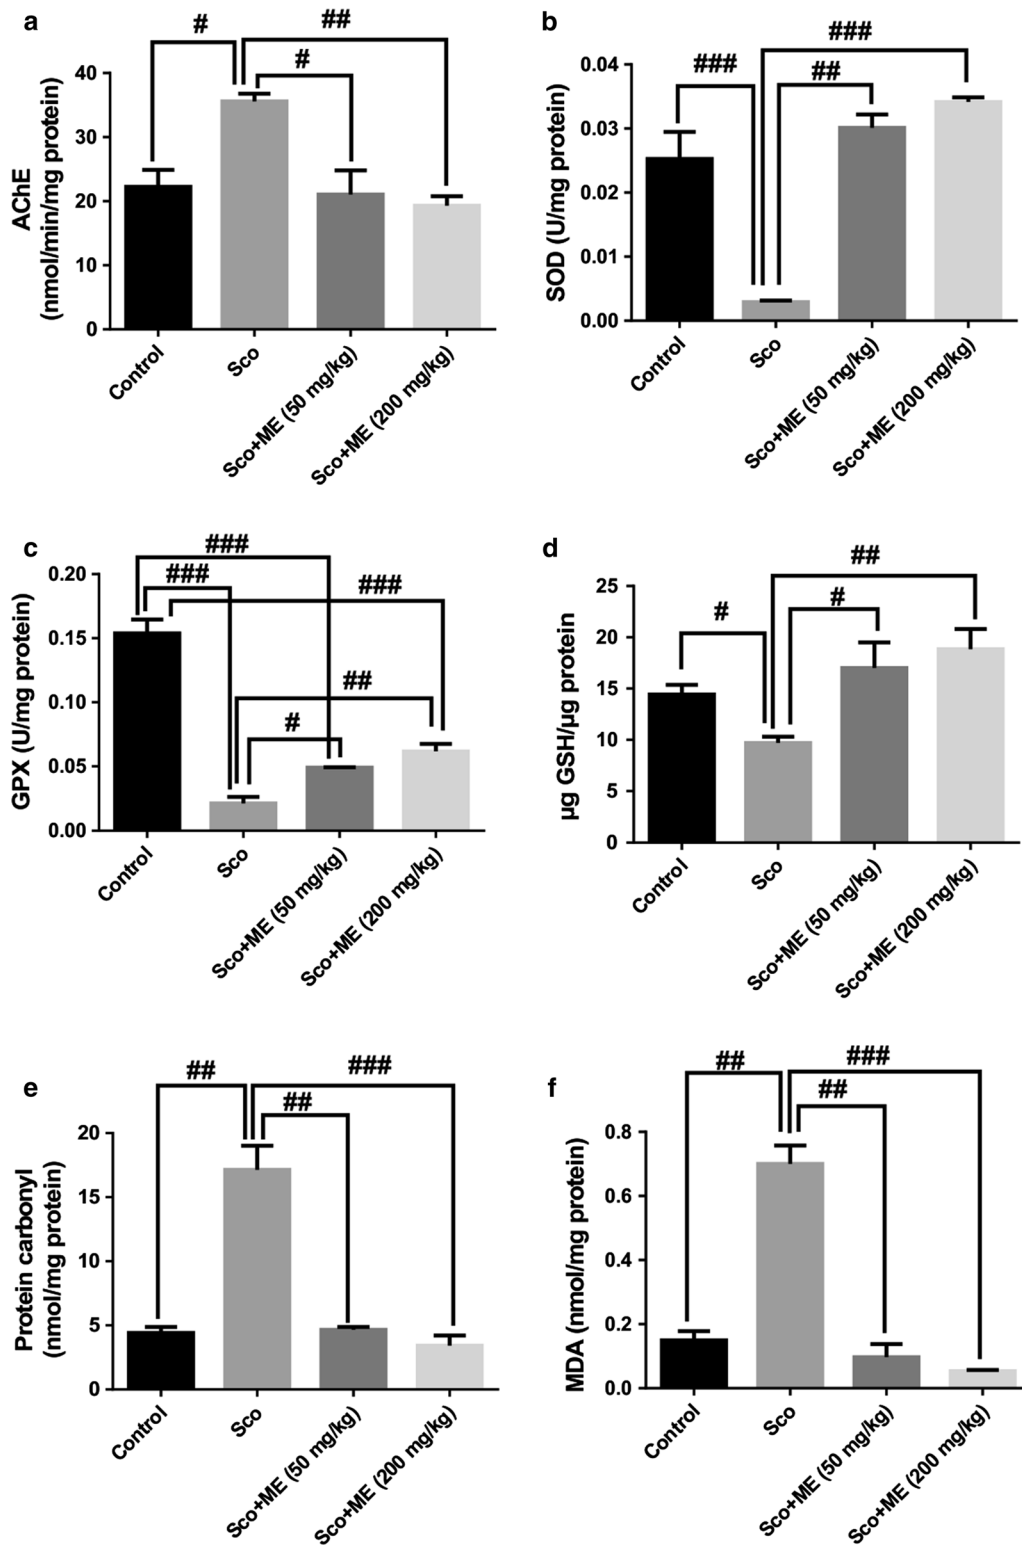 a
#
##
#
AChE
(nmol/min/mg protein)
40
30
20
10
0
Control
Sco
Sco+ME (50 mg/kg)
Sco+ME (200 mg/kg)
b
###
###
##
SOD (U/mg protein)
0.04
0.03
0.02
0.01
0.00
Control
Sco
Sco+ME (50 mg/kg)
Sco+ME (200 mg/kg)
c
###
###
###
##
#
GPX (U/mg protein)
0.20
0.15
0.10
0.05
0.00
Control
Sco
Sco+ME (50 mg/kg)
Sco+ME (200 mg/kg)
d
##
#
#
µg GSH/µg protein
25
20
15
10
5
0
Control
Sco
Sco+ME (50 mg/kg)
Sco+ME (200 mg/kg)
e
##
###
##
Protein carbonyl
(nmol/mg protein)
20
15
10
5
0
Control
Sco
Sco+ME (50 mg/kg)
Sco+ME (200 mg/kg)
f
##
###
##
MDA (nmol/mg protein)
0.8
0.6
0.4
0.2
0.0
Control
Sco
Sco+ME (50 mg/kg)
Sco+ME (200 mg/kg)